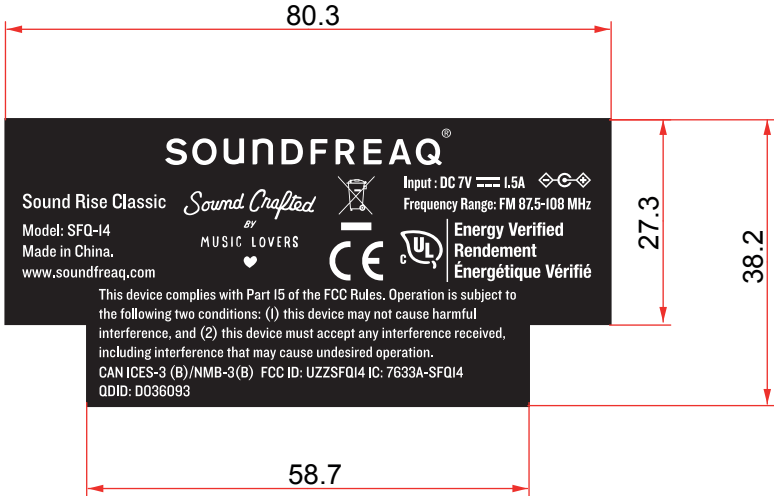 80.3
SOUNDFREAQ®
Sound Rise Classic
Model: SFQ-14
Made in China.
www.soundfreaq.com
Sound Crafted
BY
MUSIC LOVERS
Input : DC 7V 1.5A
Frequency Range: FM 87.5-108 MHz
CE
C UL
Energy Verified
Rendement
Énergétique Vérifié
27.3
38.2
This device complies with Part 15 of the FCC Rules. Operation is subject to
the following two conditions: (1) this device may not cause harmful
interference, and (2) this device must accept any interference received,
including interference that may cause undesired operation.
CAN ICES-3 (B)/NMB-3(B) FCC ID: UZZSFQ14 IC: 7633A-SFQ14
QDID: D036093
58.7